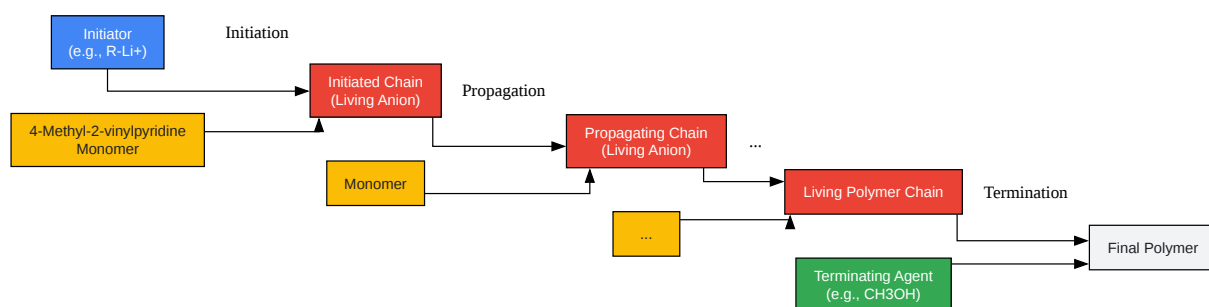 Initiator
(e.g., R-Li+)
Initiation
Initiated Chain
(Living Anion)
Propagation
4-Methyl-2-vinylpyridine
Monomer
Propagating Chain
(Living Anion)
...
Monomer
Living Polymer Chain
Termination
...
Final Polymer
Terminating Agent
(e.g., CH3OH)